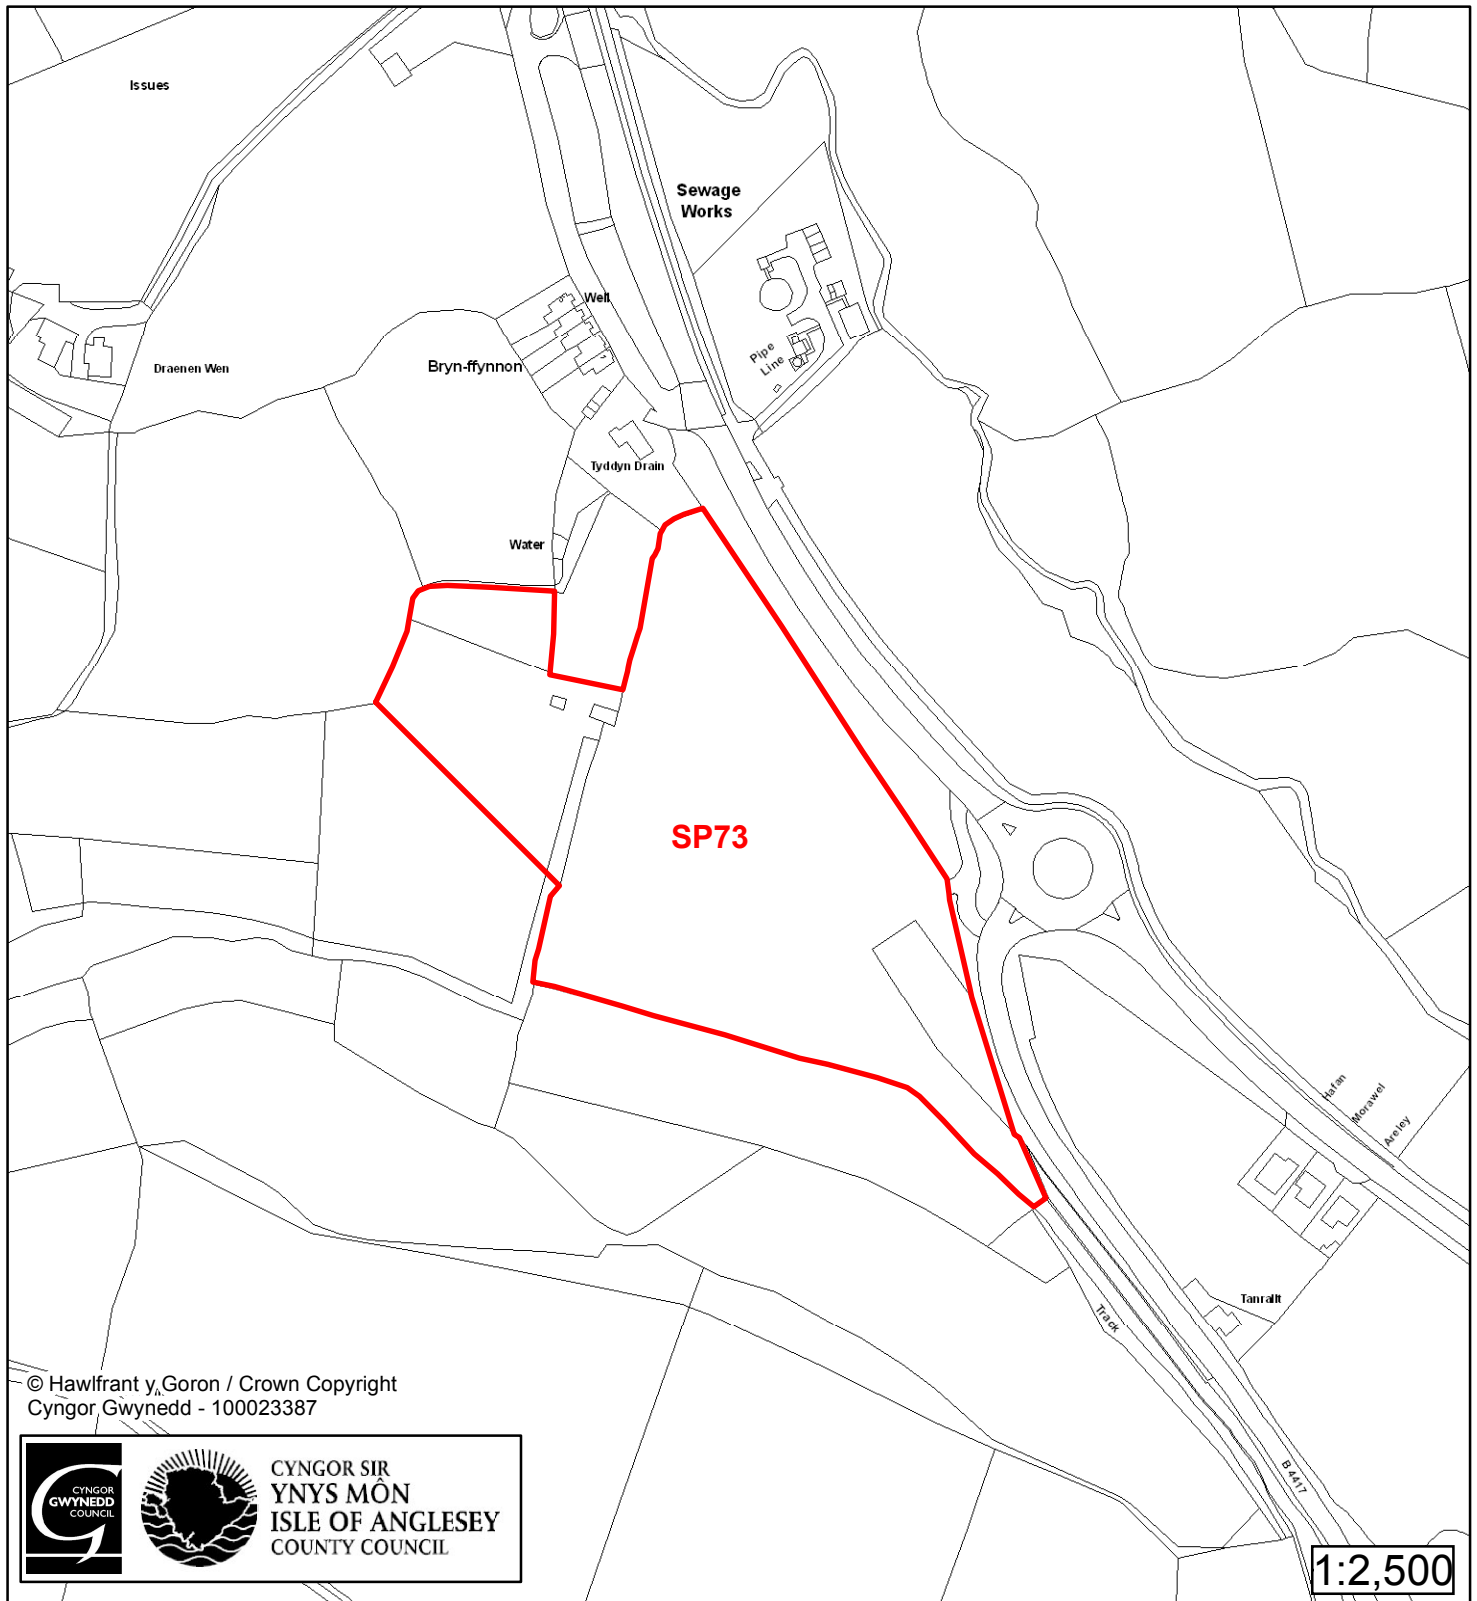 Issues
Sewage
Works
Well
Pipe
Line
Draenen Wen
Bryn-ffynnon
Tyddyn Drain
Water
SP73
Hafan
Morawel
Areley
Tanrallt
Track
B 4417
© Hawlfraint y Goron / Crown Copyright
Cyngor Gwynedd - 100023387
CYNGOR
GWYNEDD
COUNCIL
CYNGOR SIR
YNYS MÔN
ISLE OF ANGLESEY
COUNTY COUNCIL
1:2,500